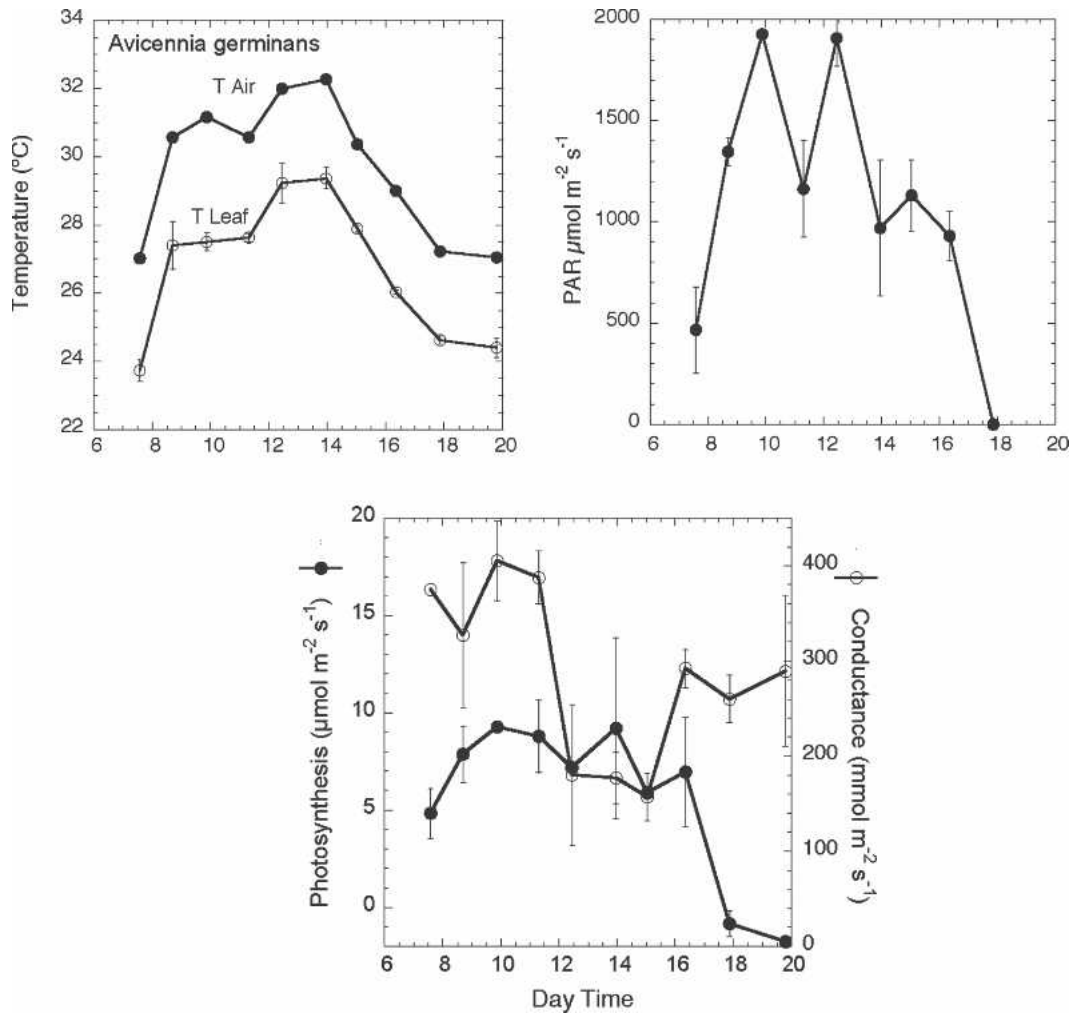 Avicennia germinans
T Air
T Leaf
Temperature (ºC)
34
32
30
28
26
24
22
6 8 10 12 14 16 18 20
PAR µmol m-2 s-1
2000
1500
1000
500
0
6 8 10 12 14 16 18 20
Photosynthesis (µmol m-2 s-1)
20
15
10
5
0
400
300
200
100
0
Conductance (mmol m-2 s-1)
6 8 10 12 14 16 18 20
Day Time